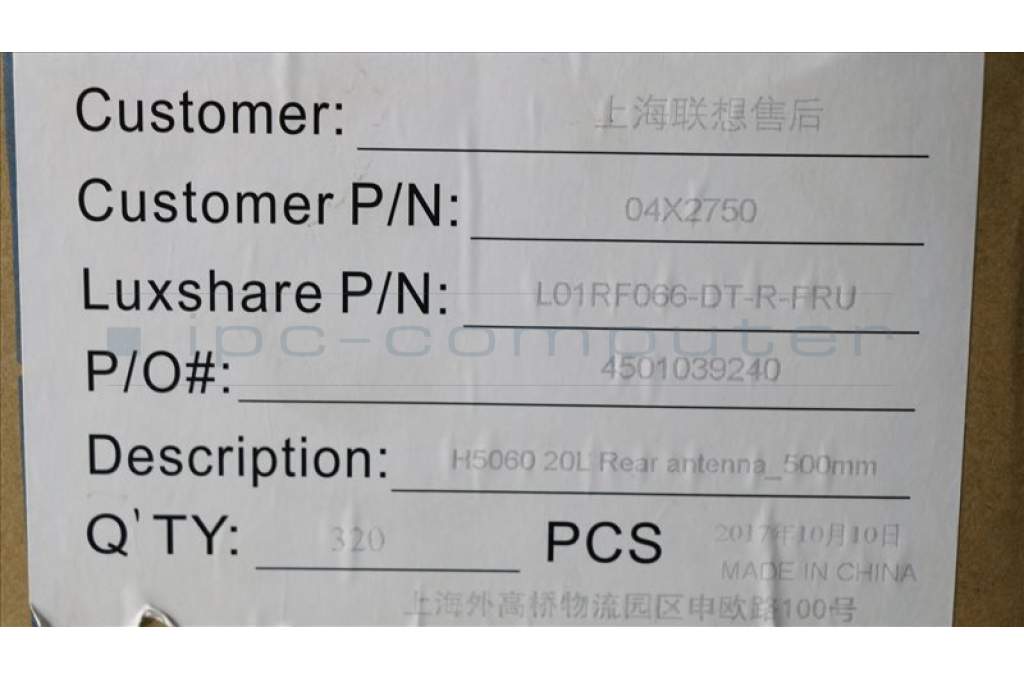 Customer: 上海联想售后
Customer P/N: 04X2750
Luxshare P/N: L01RF066-DT-R-FRU
ipc-computer
P/O#: 4501039240
Description: H5060 20L Rear antenna_500mm
Q'TY: 320 PCS 2017年10月10日
MADE IN CHINA
上海外高桥物流园区申欧路100号